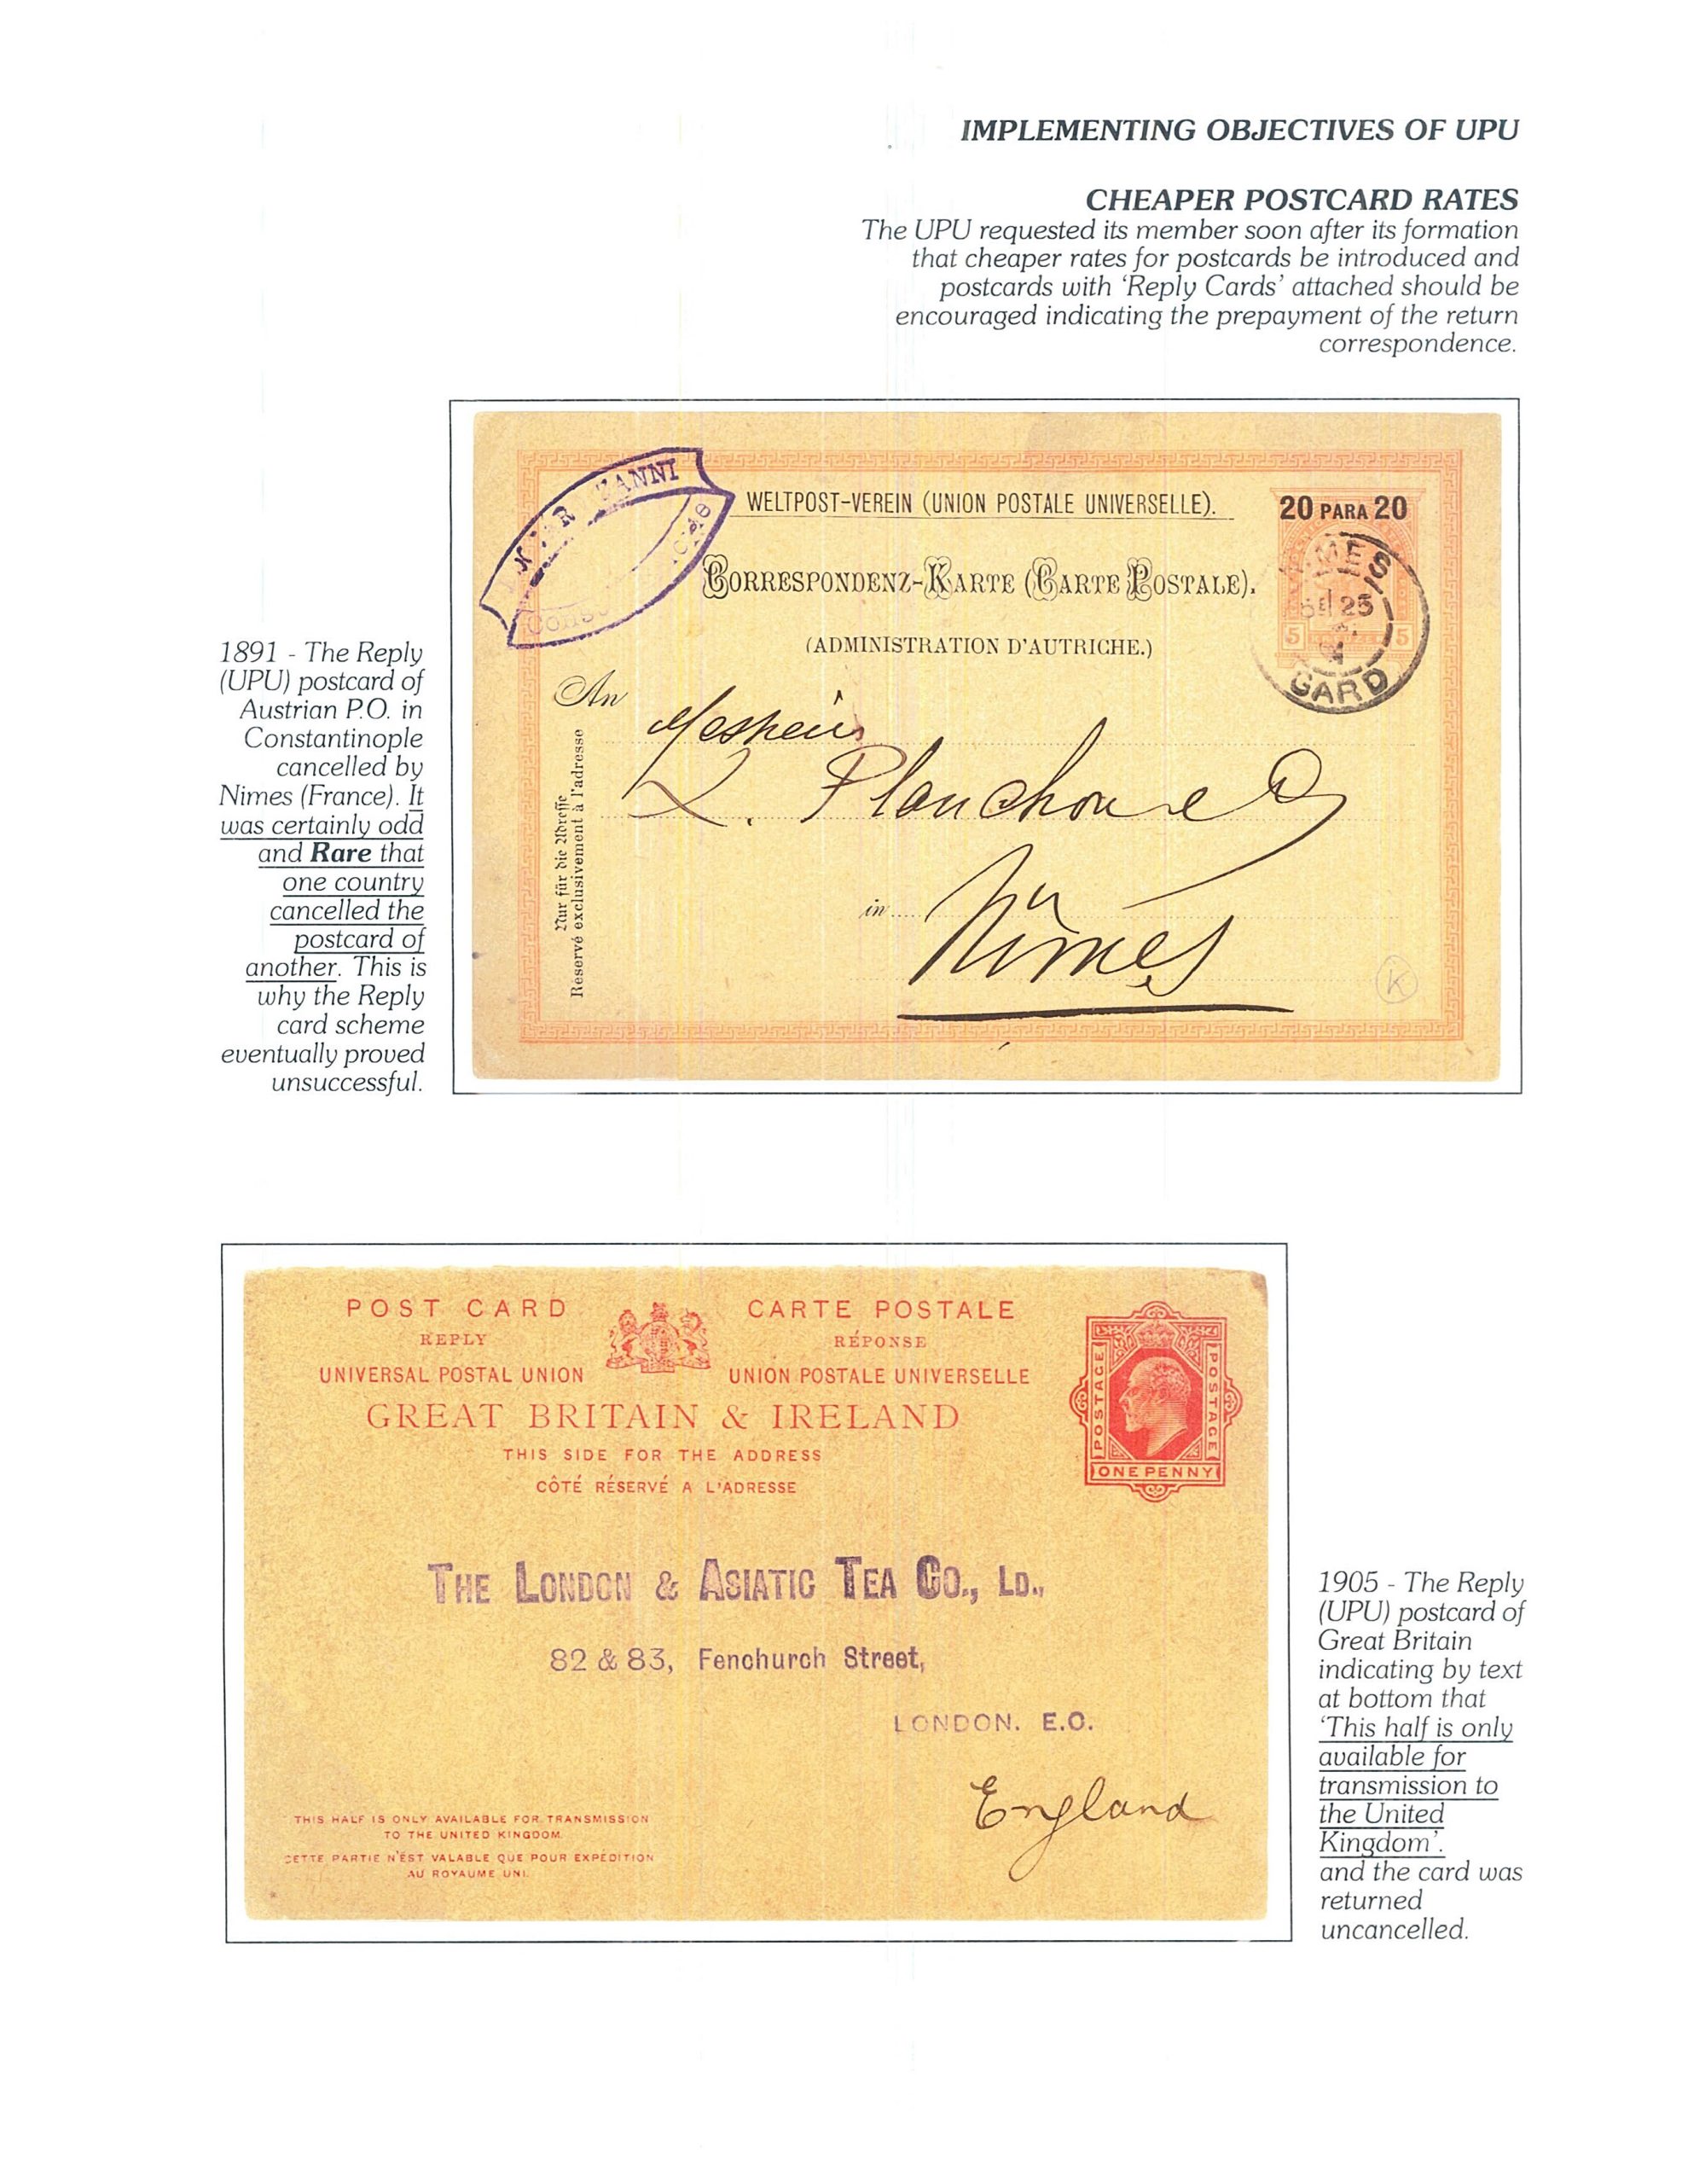 IMPLEMENTING OBJECTIVES OF UPU
CHEAPER POSTCARD RATES
The UPU requested its member soon after its formation
that cheaper rates for postcards be introduced and
postcards with ‘Reply Cards’ attached should be
encouraged indicating the prepayment of the return
correspondence.
1891 - The Reply
(UPU) postcard of
Austrian P.O. in
Constantinople
cancelled by
Nimes (France). It
was certainly odd
and Rare that
one country
cancelled the
postcard of
another. This is
why the Reply
card scheme
eventually proved
unsuccessful.
WELTPOST-VEREIN (UNION POSTALE UNIVERSELLE).
20 PARA 20
CORRESPONDENZ-KARTE (CARTE POSTALE).
(ADMINISTRATION D'AUTRICHE.)
5 5
25
GARD
An
L. Planchon
in Nîmes
Nur für die Adresse
Reservé exclusivement à l'adresse
K
POST CARD
CARTE POSTALE
REPLY
RÉPONSE
UNIVERSAL POSTAL UNION
UNION POSTALE UNIVERSELLE
GREAT BRITAIN & IRELAND
THIS SIDE FOR THE ADDRESS
CÔTÉ RÉSERVÉ A L'ADRESSE
POSTAGE
POSTAGE
ONE PENNY
THE LONDON & ASIATIC TEA CO., LD.,
82 & 83, Fenchurch Street,
LONDON. E.C.
England
THIS HALF IS ONLY AVAILABLE FOR TRANSMISSION
TO THE UNITED KINGDOM.
CETTE PARTIE N'EST VALABLE QUE POUR EXPEDITION
AU ROYAUME UNI.
1905 - The Reply
(UPU) postcard of
Great Britain
indicating by text
at bottom that
‘This half is only
available for
transmission to
the United
Kingdom’.
and the card was
returned
uncancelled.